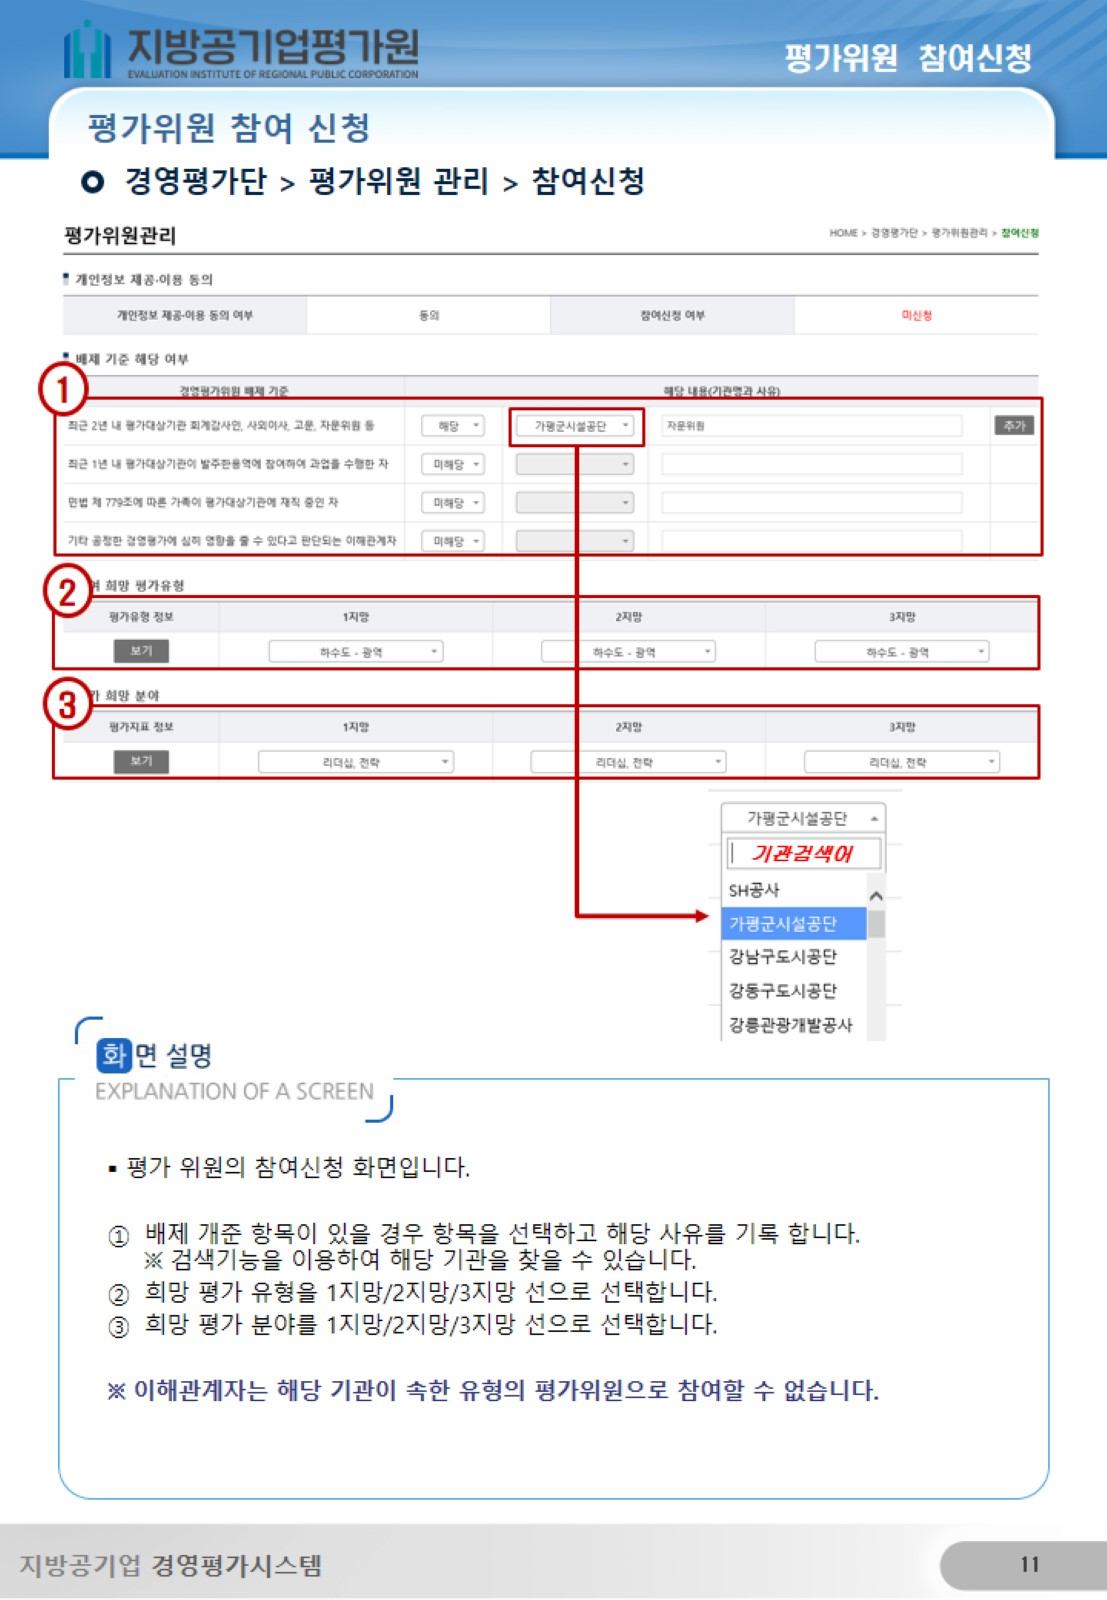 지방공기업평가원
EVALUATION INSTITUTE OF REGIONAL PUBLIC CORPORATION
평가위원 참여신청
평가위원 참여 신청
경영평가단 > 평가위원 관리 > 참여신청
평가위원관리
HOME > 경영평가단 > 평가위원관리 > 참여신청
개인정보 제공·이용 동의
개인정보 제공·이용 동의 여부 동의 참여신청 여부 미신청
배제 기준 해당 여부
①
경영평가위원 배제 기준 해당 내용(기관명과 사유)
최근 2년 내 평가대상기관 회계감사인, 사외이사, 고문, 자문위원 등 해당 가평군시설공단 자문위원 추가
최근 1년 내 평가대상기관이 발주한용역에 참여하여 과업을 수행한 자 미해당
민법 제 779조에 따른 가족이 평가대상기관에 재직 중인 자 미해당
기타 공정한 경영평가에 심히 영향을 줄 수 있다고 판단되는 이해관계자 미해당
②
여 희망 평가유형
평가유형 정보 1지망 2지망 3지망
보기 하수도 - 광역 하수도 - 광역 하수도 - 광역
③
가 희망 분야
평가지표 정보 1지망 2지망 3지망
보기 리더십, 전략 리더십, 전략 리더십, 전략
가평군시설공단
기관검색어
SH공사
가평군시설공단
강남구도시공단
강동구도시공단
강릉관광개발공사
화면 설명
EXPLANATION OF A SCREEN
▪ 평가 위원의 참여신청 화면입니다.
① 배제 개준 항목이 있을 경우 항목을 선택하고 해당 사유를 기록 합니다.
※ 검색기능을 이용하여 해당 기관을 찾을 수 있습니다.
② 희망 평가 유형을 1지망/2지망/3지망 선으로 선택합니다.
③ 희망 평가 분야를 1지망/2지망/3지망 선으로 선택합니다.
※ 이해관계자는 해당 기관이 속한 유형의 평가위원으로 참여할 수 없습니다.
지방공기업 경영평가시스템
11